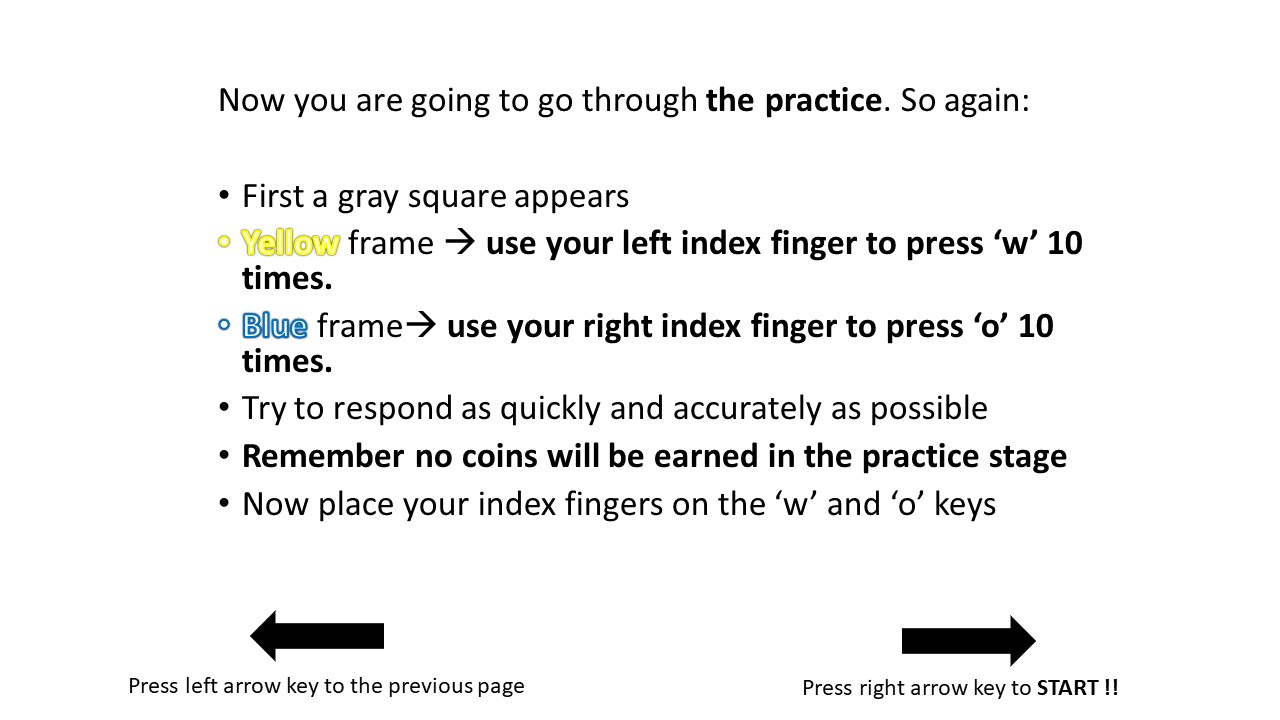 Now you are going to go through the practice. So again:
• First a gray square appears
• Yellow frame → use your left index finger to press ‘w’ 10
times.
• Blue frame→ use your right index finger to press ‘o’ 10
times.
• Try to respond as quickly and accurately as possible
• Remember no coins will be earned in the practice stage
• Now place your index fingers on the ‘w’ and ‘o’ keys
Press left arrow key to the previous page
Press right arrow key to START !!